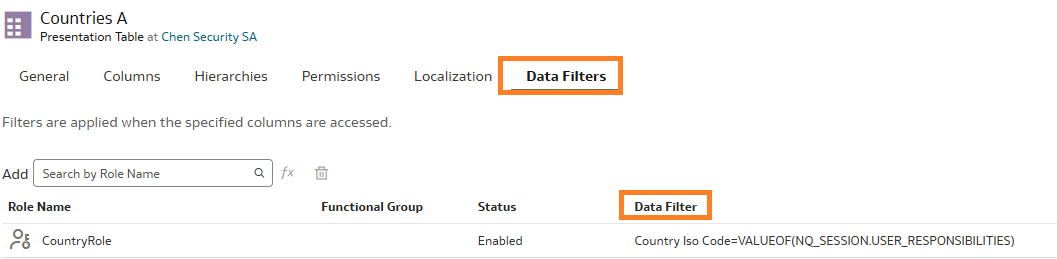 Countries A
Presentation Table at Chen Security SA
General Columns Hierarchies Permissions Localization Data Filters
Filters are applied when the specified columns are accessed.
Add Search by Role Name fx
Role Name Functional Group Status Data Filter
CountryRole Enabled Country Iso Code=VALUEOF(NQ_SESSION.USER_RESPONSIBILITIES)